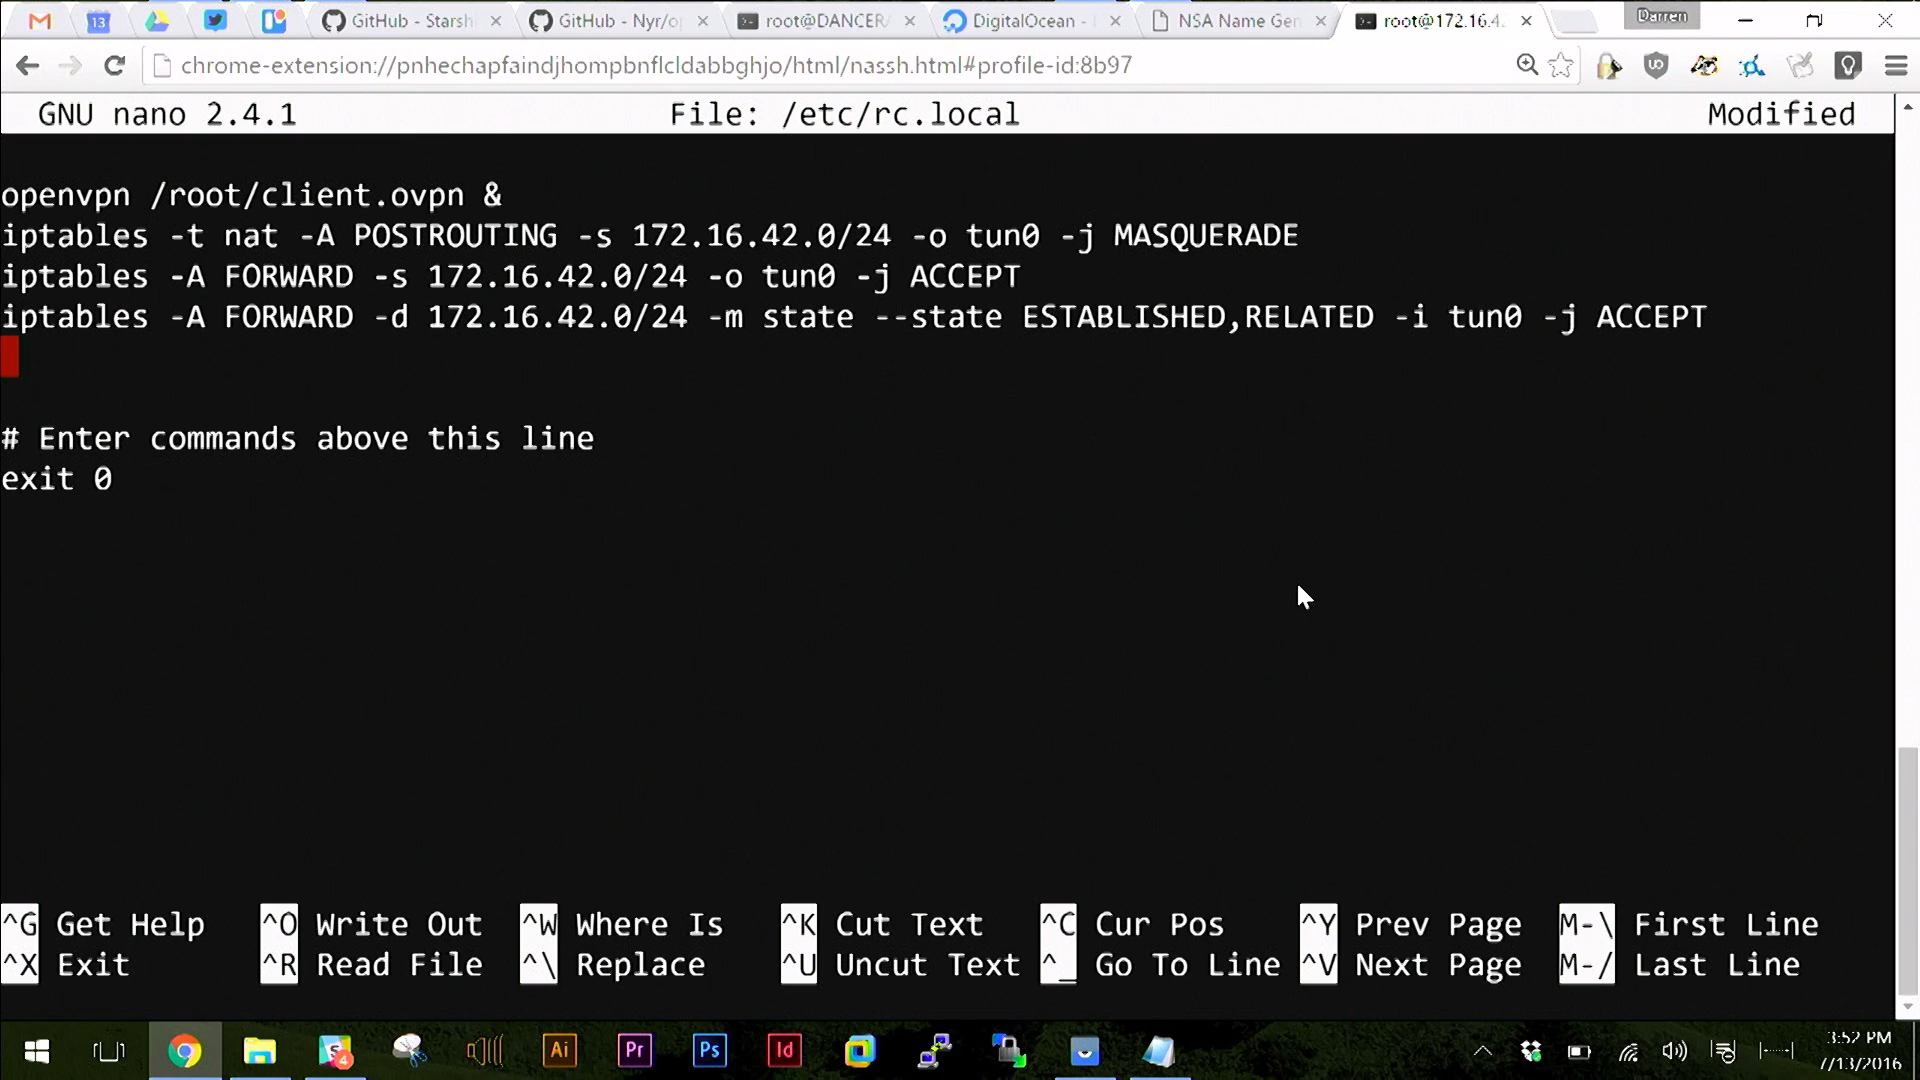 GitHub - Starsh
GitHub - Nyr/o
root@DANCER
DigitalOcean -
NSA Name Gen
root@172.16.4
Darren
chrome-extension://pnhechapfaindjhompbnflcldabbghjo/html/nassh.html#profile-id:8b97
GNU nano 2.4.1 File: /etc/rc.local Modified
openvpn /root/client.ovpn &
iptables -t nat -A POSTROUTING -s 172.16.42.0/24 -o tun0 -j MASQUERADE
iptables -A FORWARD -s 172.16.42.0/24 -o tun0 -j ACCEPT
iptables -A FORWARD -d 172.16.42.0/24 -m state --state ESTABLISHED,RELATED -i tun0 -j ACCEPT
# Enter commands above this line
exit 0
^G Get Help ^O Write Out ^W Where Is ^K Cut Text ^C Cur Pos ^Y Prev Page M-\ First Line
^X Exit ^R Read File ^\ Replace ^U Uncut Text ^_ Go To Line ^V Next Page M-/ Last Line
4
Ai
Pr
Ps
Id
3:52 PM
7/13/2016